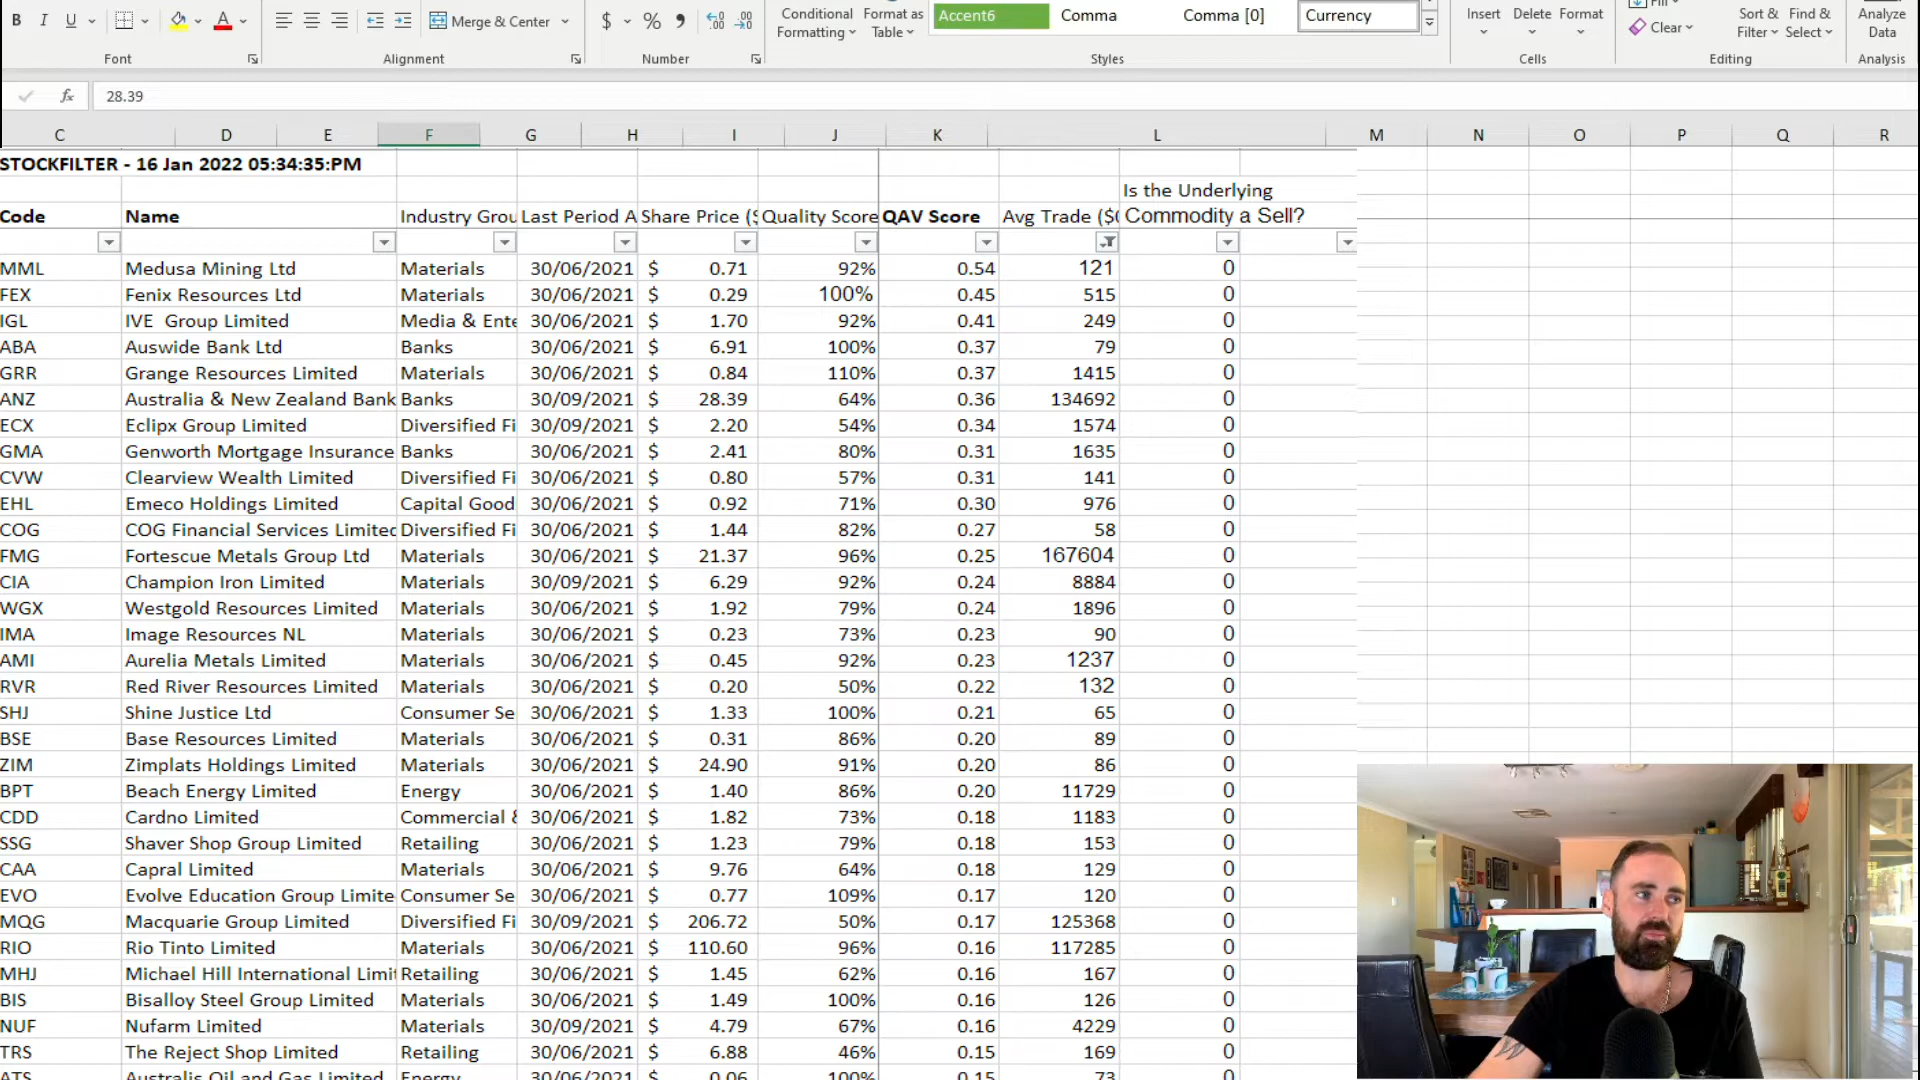 B I U A Merge & Center $ % Conditional Formatting Format as Table Accent6 Comma Comma [0] Currency Insert Delete Format Clear Sort & Filter Find & Select Analyze Data
Font Alignment Number Styles Cells Editing Analysis
fx 28.39
C D E F G H I J K L M N O P Q R
STOCKFILTER - 16 Jan 2022 05:34:35:PM
Is the Underlying
Code Name Industry Grou Last Period A Share Price ($ Quality Score QAV Score Avg Trade ($ Commodity a Sell?
MML Medusa Mining Ltd Materials 30/06/2021 $ 0.71 92% 0.54 121 0
FEX Fenix Resources Ltd Materials 30/06/2021 $ 0.29 100% 0.45 515 0
IGL IVE Group Limited Media & Ente 30/06/2021 $ 1.70 92% 0.41 249 0
ABA Auswide Bank Ltd Banks 30/06/2021 $ 6.91 100% 0.37 79 0
GRR Grange Resources Limited Materials 30/06/2021 $ 0.84 110% 0.37 1415 0
ANZ Australia & New Zealand Bank Banks 30/09/2021 $ 28.39 64% 0.36 134692 0
ECX Eclipx Group Limited Diversified Fi 30/09/2021 $ 2.20 54% 0.34 1574 0
GMA Genworth Mortgage Insurance Banks 30/06/2021 $ 2.41 80% 0.31 1635 0
CVW Clearview Wealth Limited Diversified Fi 30/06/2021 $ 0.80 57% 0.31 141 0
EHL Emeco Holdings Limited Capital Good 30/06/2021 $ 0.92 71% 0.30 976 0
COG COG Financial Services Limited Diversified Fi 30/06/2021 $ 1.44 82% 0.27 58 0
FMG Fortescue Metals Group Ltd Materials 30/06/2021 $ 21.37 96% 0.25 167604 0
CIA Champion Iron Limited Materials 30/09/2021 $ 6.29 92% 0.24 8884 0
WGX Westgold Resources Limited Materials 30/06/2021 $ 1.92 79% 0.24 1896 0
IMA Image Resources NL Materials 30/06/2021 $ 0.23 73% 0.23 90 0
AMI Aurelia Metals Limited Materials 30/06/2021 $ 0.45 92% 0.23 1237 0
RVR Red River Resources Limited Materials 30/06/2021 $ 0.20 50% 0.22 132 0
SHJ Shine Justice Ltd Consumer Se 30/06/2021 $ 1.33 100% 0.21 65 0
BSE Base Resources Limited Materials 30/06/2021 $ 0.31 86% 0.20 89 0
ZIM Zimplats Holdings Limited Materials 30/06/2021 $ 24.90 91% 0.20 86 0
BPT Beach Energy Limited Energy 30/06/2021 $ 1.40 86% 0.20 11729 0
CDD Cardno Limited Commercial & 30/06/2021 $ 1.82 73% 0.18 1183 0
SSG Shaver Shop Group Limited Retailing 30/06/2021 $ 1.23 79% 0.18 153 0
CAA Capral Limited Materials 30/06/2021 $ 9.76 64% 0.18 129 0
EVO Evolve Education Group Limite Consumer Se 30/06/2021 $ 0.77 109% 0.17 120 0
MQG Macquarie Group Limited Diversified Fi 30/09/2021 $ 206.72 50% 0.17 125368 0
RIO Rio Tinto Limited Materials 30/06/2021 $ 110.60 96% 0.16 117285 0
MHJ Michael Hill International Limit Retailing 30/06/2021 $ 1.45 62% 0.16 167 0
BIS Bisalloy Steel Group Limited Materials 30/06/2021 $ 1.49 100% 0.16 126 0
NUF Nufarm Limited Materials 30/09/2021 $ 4.79 67% 0.16 4229 0
TRS The Reject Shop Limited Retailing 30/06/2021 $ 6.88 46% 0.15 169 0
ATS Australis Oil and Gas Limited Energy 30/06/2021 $ 0.06 100% 0.15 73 0